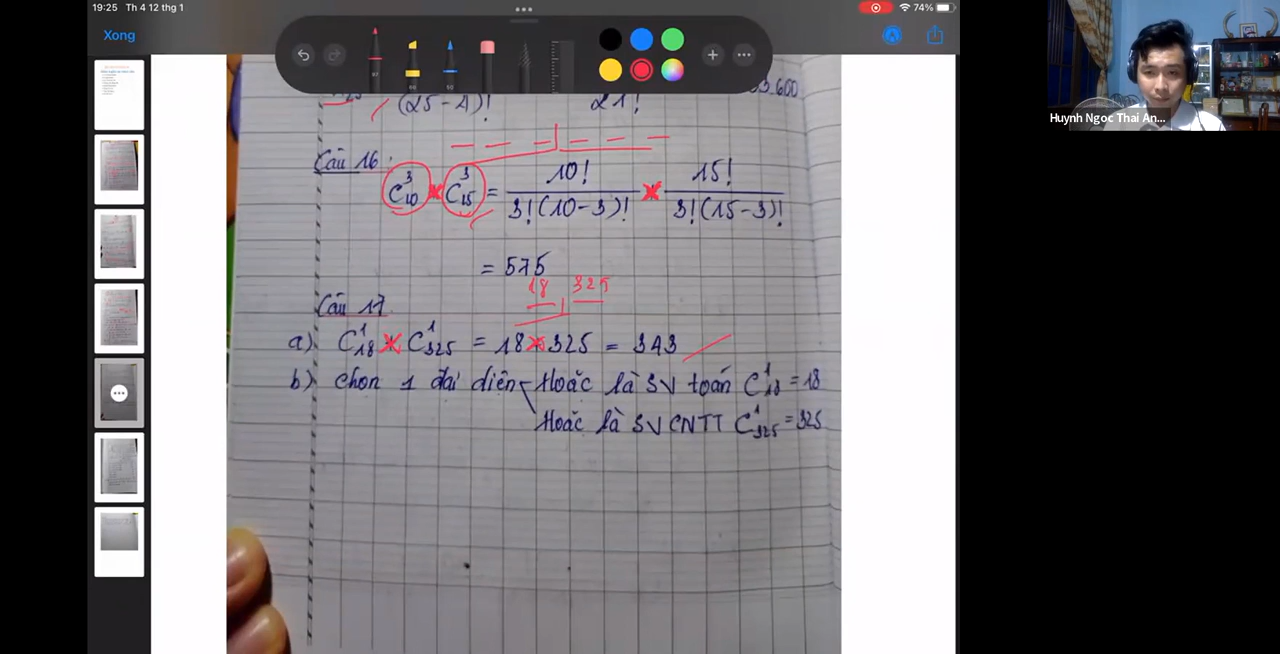 19:25 Th 4 12 thg 1
74%
Xong
(25-4)! 21!
Câu 16:
C³₁₀ × C³₁₅ = 10! / 3!(10-3)! × 15! / 3!(15-3)!
= 575
18 325
Câu 17
a) C¹₁₈ × C¹₃₂₅ = 18 × 325 = 343
b) chọn 1 đại diện Hoặc là SV toán C¹₁₈ = 18
Hoặc là SV CNTT C¹₃₂₅ = 325
Huynh Ngoc Thai An...